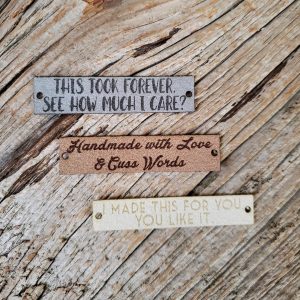 THIS TOOK FOREVER.
SEE HOW MUCH I CARE?
Handmade with Love
& Cuss Words
I MADE THIS FOR YOU
YOU LIKE IT.